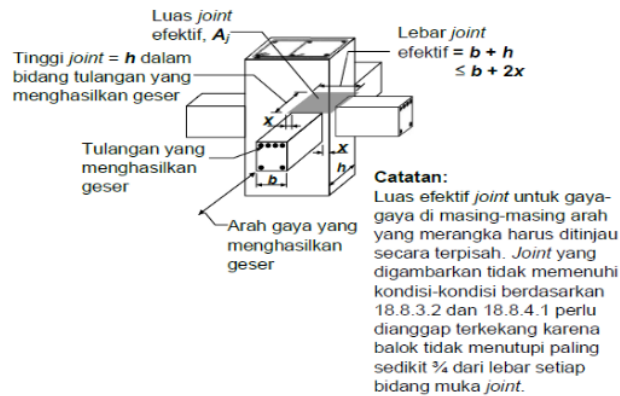 Luas joint
efektif, Aj
Lebar joint
efektif = b + h
≤ b + 2x
Tinggi joint = h dalam
bidang tulangan yang
menghasilkan geser
x
Tulangan yang
menghasilkan
geser
x
h
b
Arah gaya yang
menghasilkan
geser
Catatan:
Luas efektif joint untuk gaya-
gaya di masing-masing arah
yang merangka harus ditinjau
secara terpisah. Joint yang
digambarkan tidak memenuhi
kondisi-kondisi berdasarkan
18.8.3.2 dan 18.8.4.1 perlu
dianggap terkekang karena
balok tidak menutupi paling
sedikit ¾ dari lebar setiap
bidang muka joint.